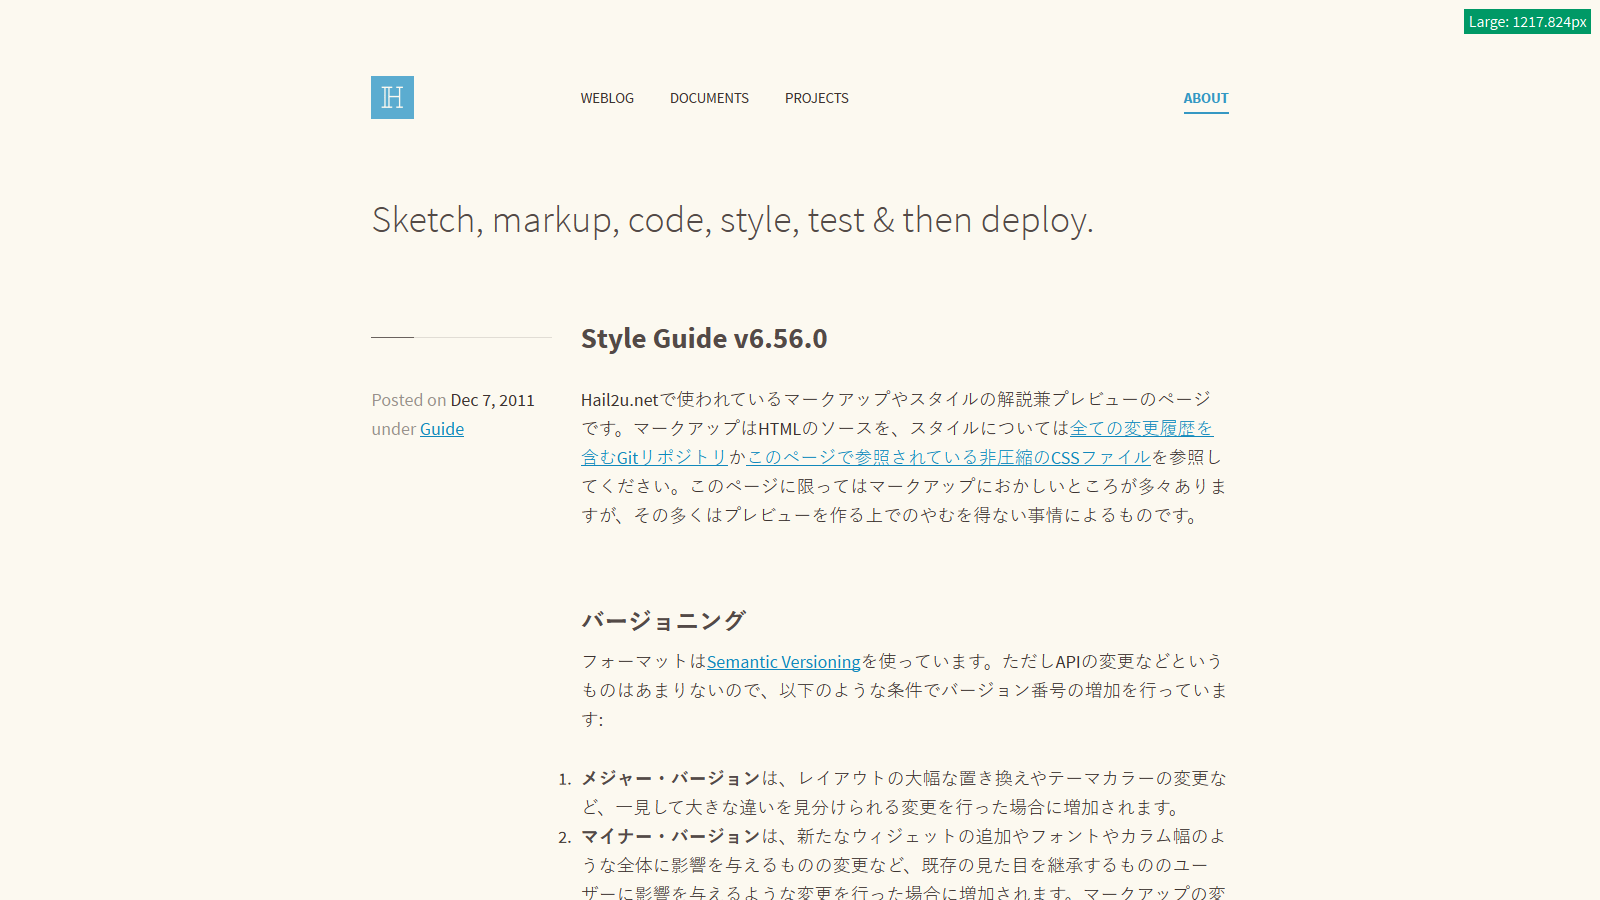 Large: 1217.824px
H
WEBLOG DOCUMENTS PROJECTS ABOUT
Sketch, markup, code, style, test & then deploy.
Style Guide v6.56.0
Posted on Dec 7, 2011
under Guide
Hail2u.netで使われているマークアップやスタイルの解説兼プレビューのページ
です。マークアップはHTMLのソースを、スタイルについては全ての変更履歴を
含むGitリポジトリかこのページで参照されている非圧縮のCSSファイルを参照し
てください。このページに限ってはマークアップにおかしいところが多々ありま
すが、その多くはプレビューを作る上でのやむを得ない事情によるものです。
バージョニング
フォーマットはSemantic Versioningを使っています。ただしAPIの変更などという
ものはあまりないので、以下のような条件でバージョン番号の増加を行っていま
す:
1. メジャー・バージョンは、レイアウトの大幅な置き換えやテーマカラーの変更な
ど、一見して大きな違いを見分けられる変更を行った場合に増加されます。
2. マイナー・バージョンは、新たなウィジェットの追加やフォントやカラム幅のよ
うな全体に影響を与えるものの変更など、既存の見た目を継承するもののユー
ザーに影響を与えるような変更を行った場合に増加されます。マークアップの変